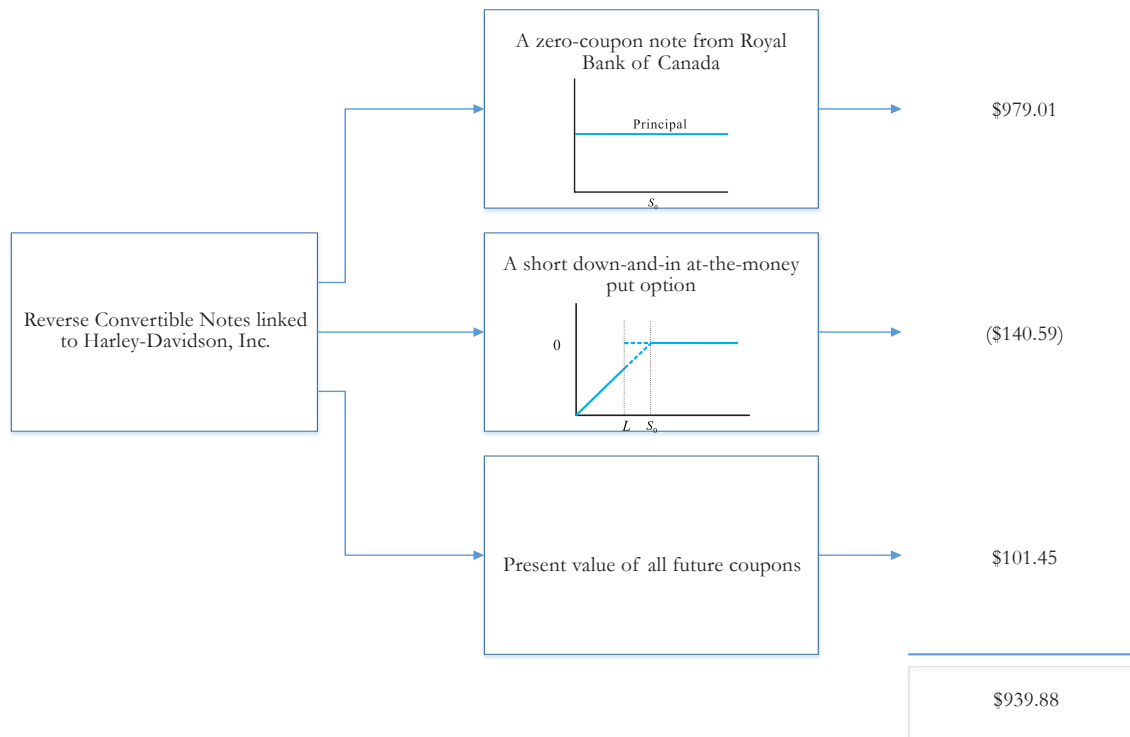 A zero-coupon note from Royal
Bank of Canada
Principal
S₀
$979.01
Reverse Convertible Notes linked
to Harley-Davidson, Inc.
A short down-and-in at-the-money
put option
0
L S₀
($140.59)
Present value of all future coupons
$101.45
$939.88